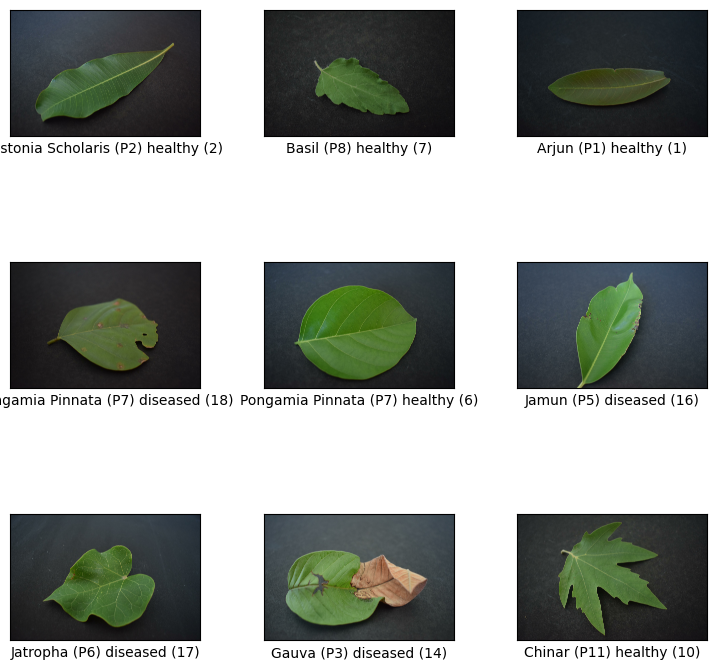 stonia Scholaris (P2) healthy (2)
Basil (P8) healthy (7)
Arjun (P1) healthy (1)
gamia Pinnata (P7) diseased (18)
Pongamia Pinnata (P7) healthy (6)
Jamun (P5) diseased (16)
Jatropha (P6) diseased (17)
Gauva (P3) diseased (14)
Chinar (P11) healthy (10)